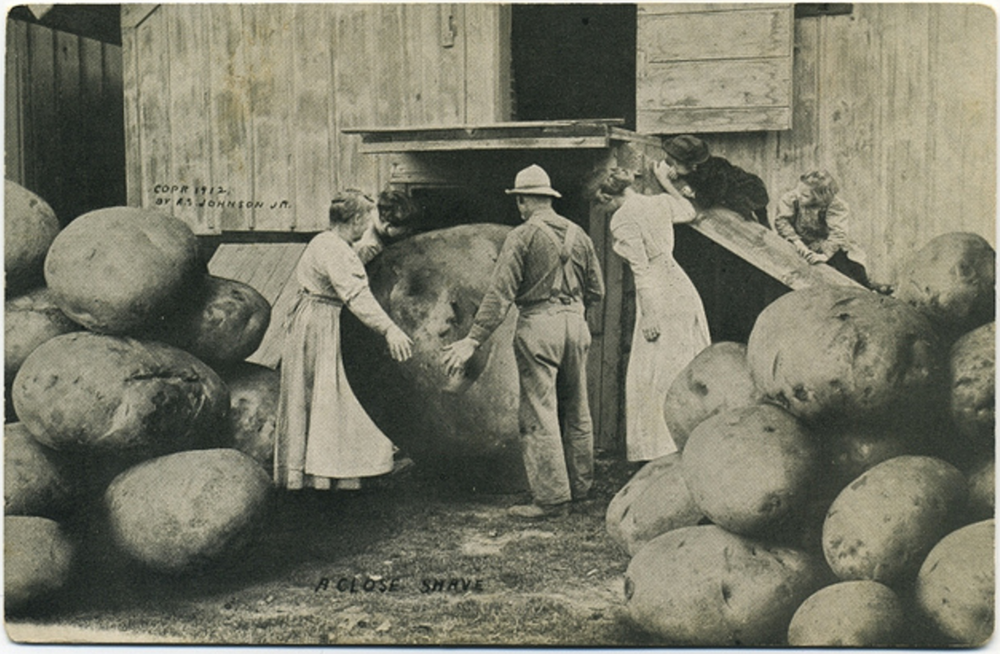 COPR 1912,
BY A.S. JOHNSON JR.
A CLOSE SHAVE